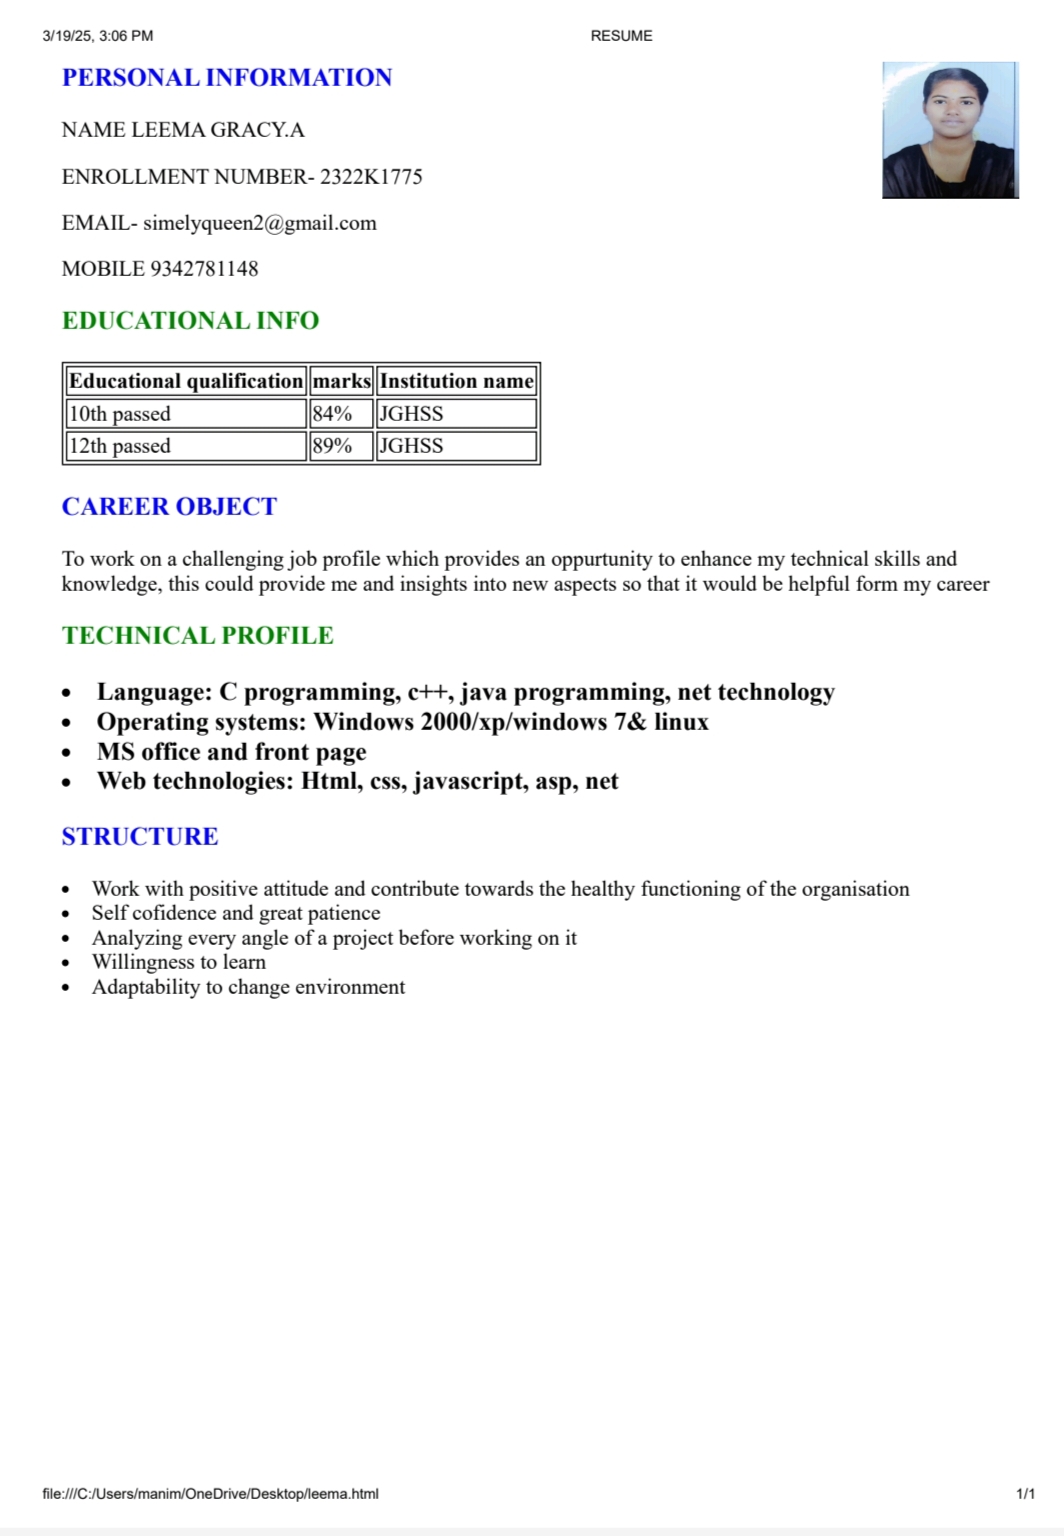 3/19/25, 3:06 PM RESUME
PERSONAL INFORMATION
NAME LEEMA GRACY.A
ENROLLMENT NUMBER- 2322K1775
EMAIL- simelyqueen2@gmail.com
MOBILE 9342781148
EDUCATIONAL INFO
Educational qualification marks Institution name
10th passed 84% JGHSS
12th passed 89% JGHSS
CAREER OBJECT
To work on a challenging job profile which provides an oppurtunity to enhance my technical skills and
knowledge, this could provide me and insights into new aspects so that it would be helpful form my career
TECHNICAL PROFILE
• Language: C programming, c++, java programming, net technology
• Operating systems: Windows 2000/xp/windows 7& linux
• MS office and front page
• Web technologies: Html, css, javascript, asp, net
STRUCTURE
• Work with positive attitude and contribute towards the healthy functioning of the organisation
• Self cofidence and great patience
• Analyzing every angle of a project before working on it
• Willingness to learn
• Adaptability to change environment
file:///C:/Users/manim/OneDrive/Desktop/leema.html 1/1